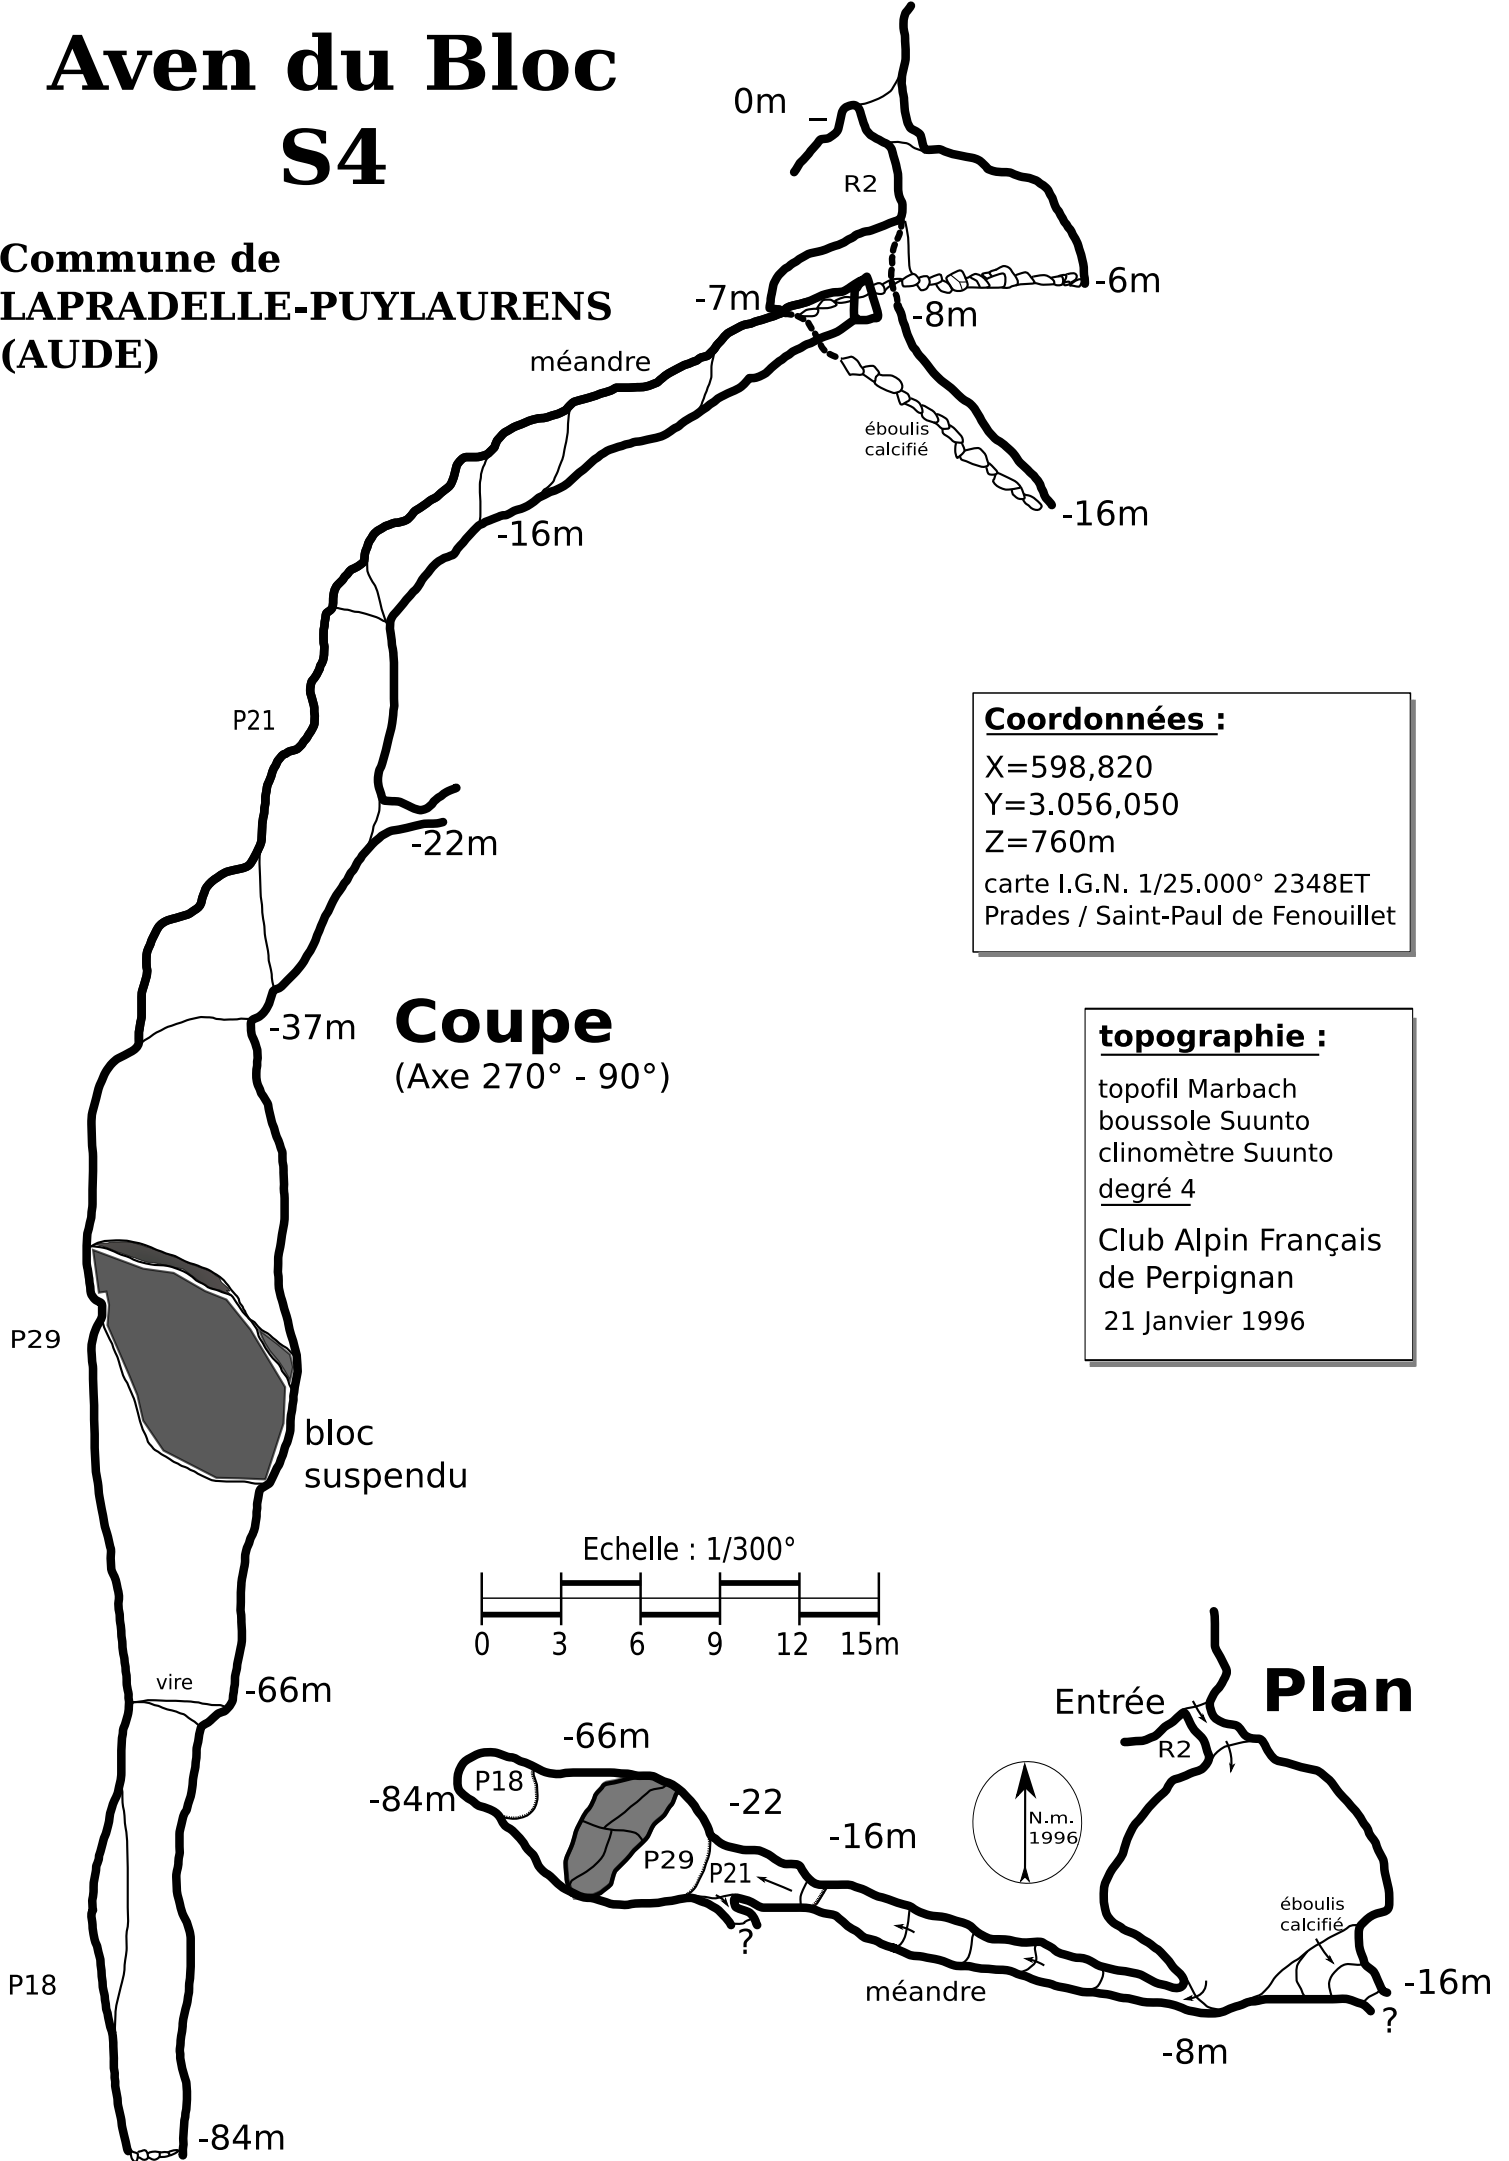 Aven du Bloc
S4
Commune de
LAPRADELLE-PUYLAURENS
(AUDE)
0m
R2
-6m
-7m
-8m
méandre
éboulis
calcifié
-16m
-16m
P21
-22m
-37m
Coupe
(Axe 270° - 90°)
Coordonnées :
X=598,820
Y=3.056,050
Z=760m
carte I.G.N. 1/25.000° 2348ET
Prades / Saint-Paul de Fenouillet
topographie :
topofil Marbach
boussole Suunto
clinomètre Suunto
degré 4
Club Alpin Français
de Perpignan
21 Janvier 1996
P29
bloc
suspendu
vire
-66m
P18
-84m
Echelle : 1/300°
0 3 6 9 12 15m
Plan
Entrée
R2
N.m.
1996
-66m
P18
-84m
-22
-16m
P29
P21
?
méandre
éboulis
calcifié
-16m
?
-8m